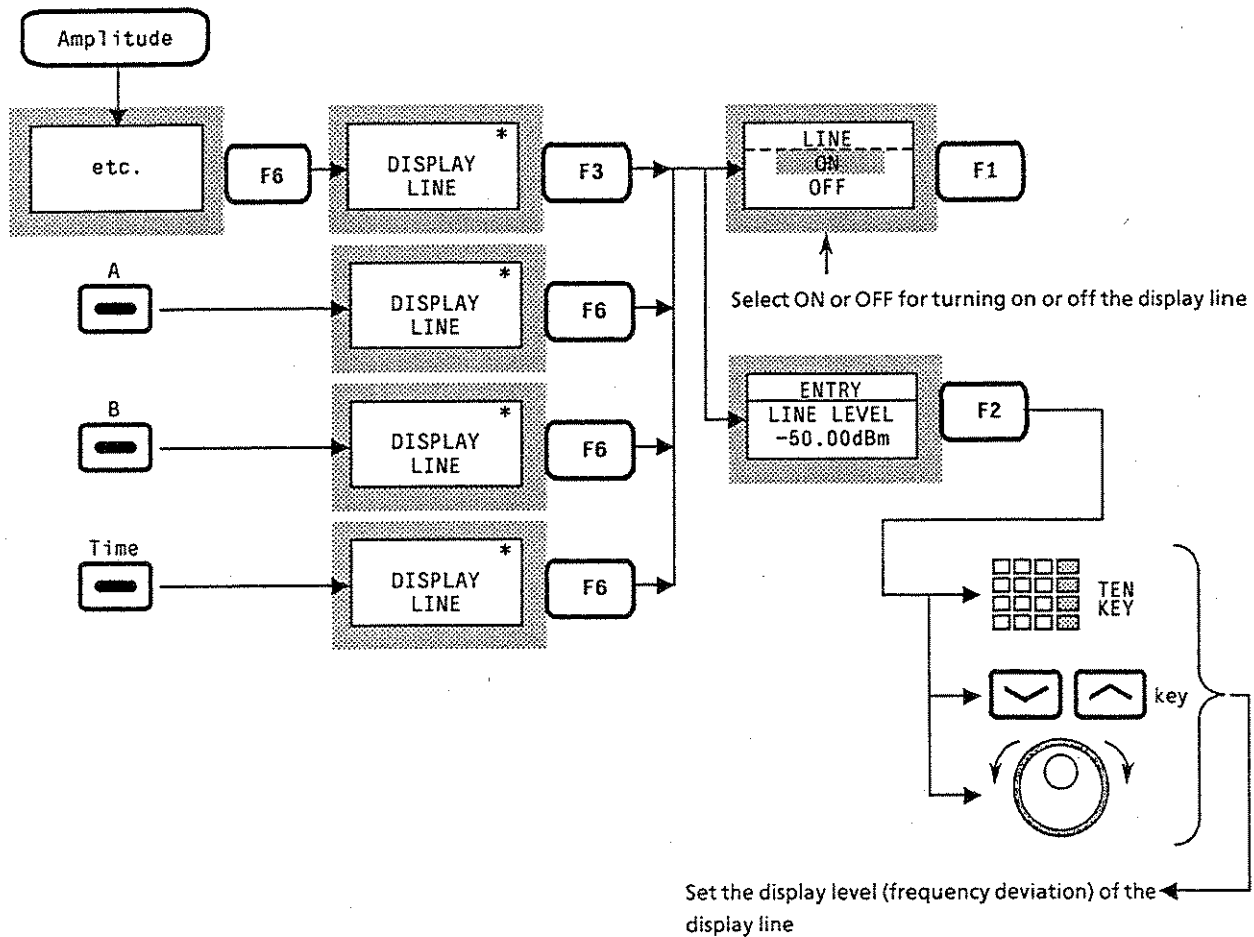 Amplitude
etc.
F6
*
DISPLAY
LINE
F3
LINE
ON
OFF
F1
Select ON or OFF for turning on or off the display line
A
*
DISPLAY
LINE
F6
ENTRY
LINE LEVEL
-50.00dBm
F2
B
*
DISPLAY
LINE
F6
Time
*
DISPLAY
LINE
F6
TEN
KEY
key
Set the display level (frequency deviation) of the
display line